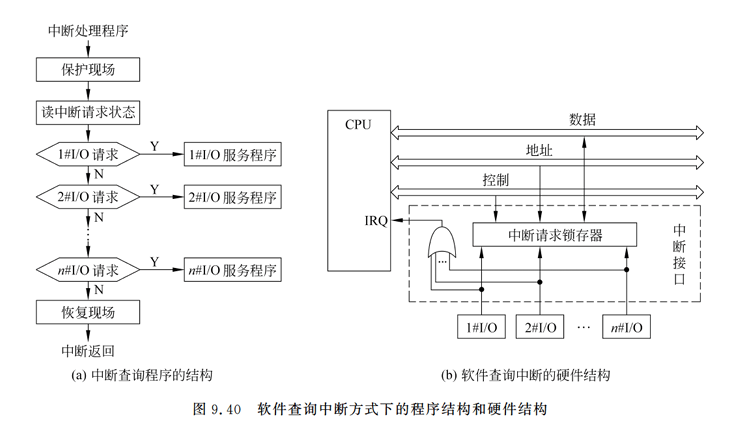 中断处理程序
保护现场
读中断请求状态
1#I/O 请求
Y
1#I/O 服务程序
N
2#I/O 请求
Y
2#I/O 服务程序
N
⋮
n#I/O 请求
Y
n#I/O 服务程序
N
恢复现场
中断返回
(a) 中断查询程序的结构
CPU
数据
地址
控制
IRQ
中断请求锁存器
中断接口
…
1#I/O
2#I/O
…
n#I/O
(b) 软件查询中断的硬件结构
图 9.40 软件查询中断方式下的程序结构和硬件结构